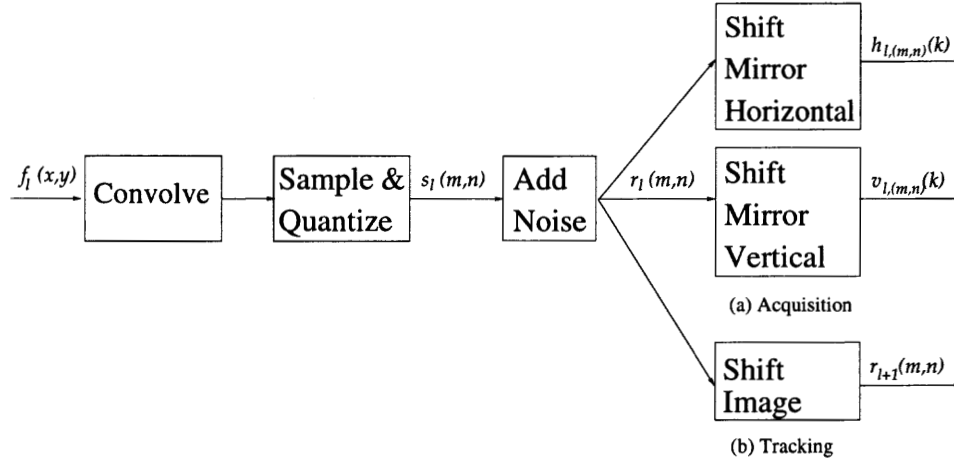 f_l (x,y)
Convolve
Sample &
Quantize
s_l (m,n)
Add
Noise
r_l (m,n)
Shift
Mirror
Horizontal
h_{l,(m,n)}(k)
Shift
Mirror
Vertical
v_{l,(m,n)}(k)
(a) Acquisition
Shift
Image
r_{l+1}(m,n)
(b) Tracking